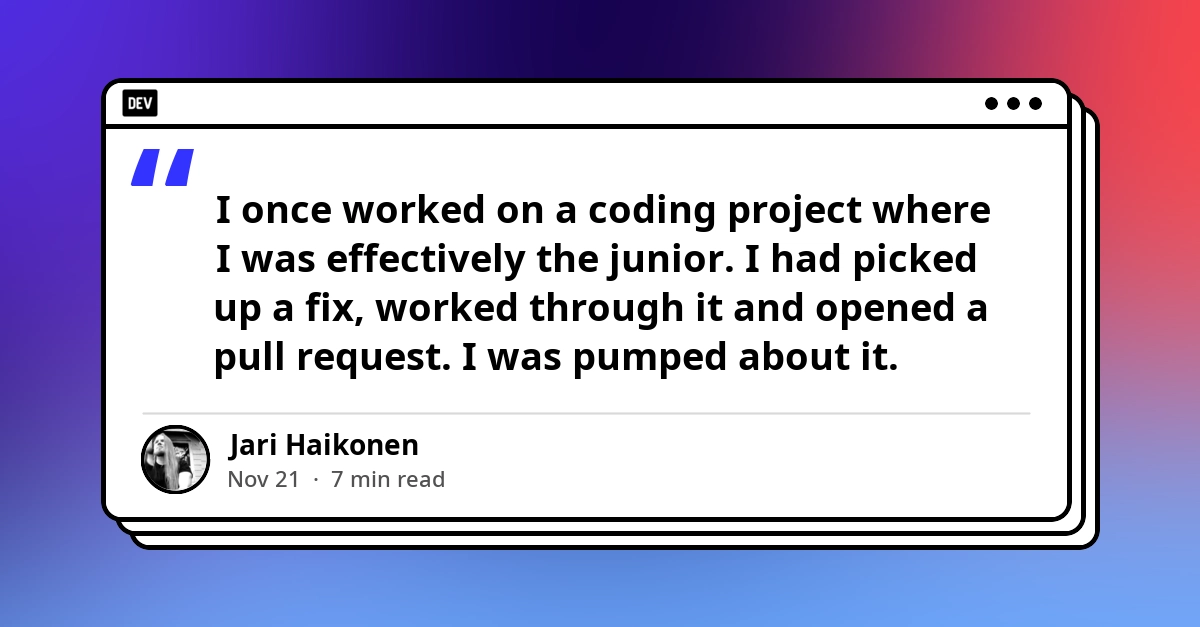 DEV
“
I once worked on a coding project where
I was effectively the junior. I had picked
up a fix, worked through it and opened a
pull request. I was pumped about it.
Jari Haikonen
Nov 21 · 7 min read